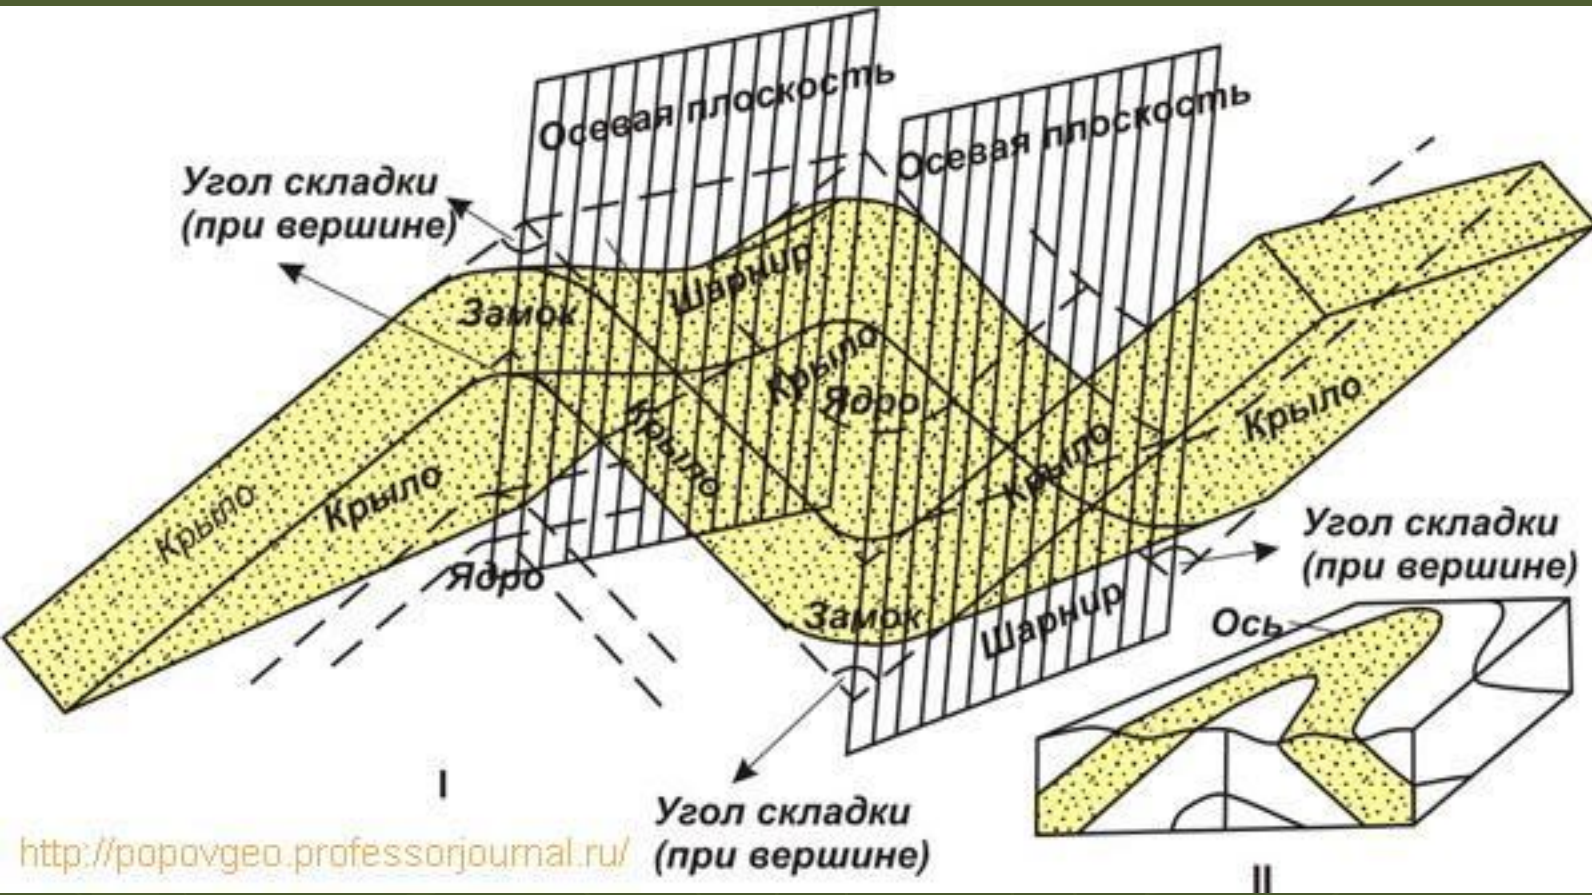 Осевая плоскость
Осевая плоскость
Угол складки
(при вершине)
Шарнир
Замок
Крыло
Ядро
Крыло
Крыло
Крыло
Крыло
Крыло
Ядро
Замок
Шарнир
Угол складки
(при вершине)
Ось
I
Угол складки
(при вершине)
http://popovgeo.professorjournal.ru/
II